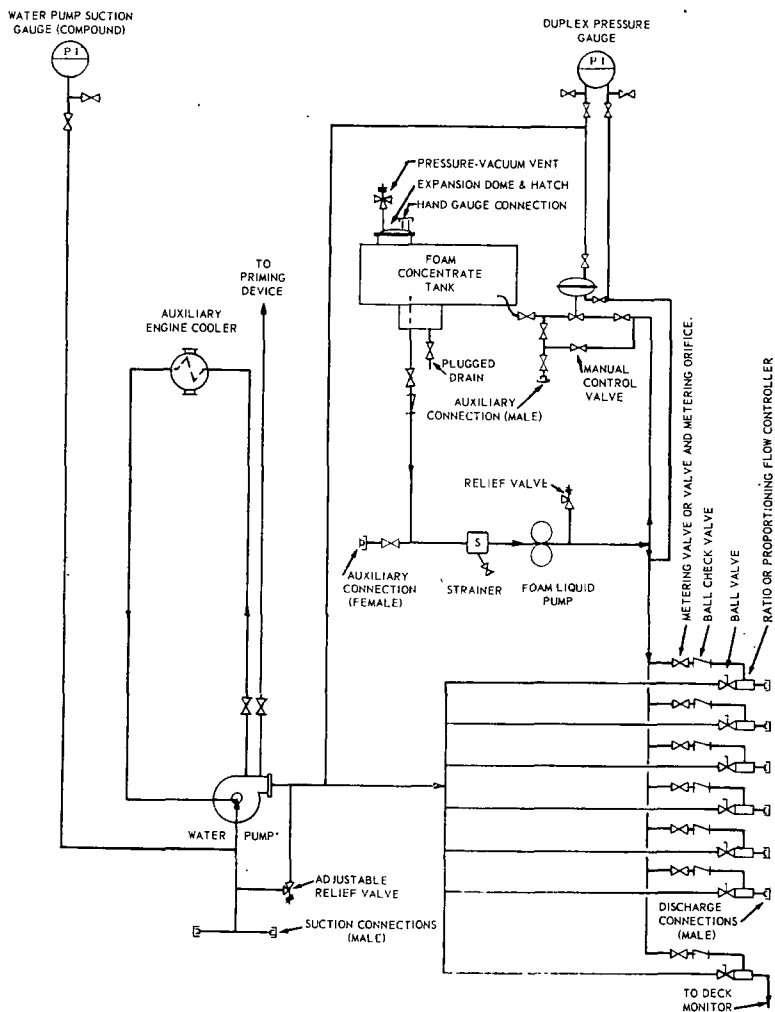 WATER PUMP SUCTION
GAUGE (COMPOUND)
PI
DUPLEX PRESSURE
GAUGE
PI
PRESSURE-VACUUM VENT
EXPANSION DOME & HATCH
HAND GAUGE CONNECTION
FOAM
CONCENTRATE
TANK
TO
PRIMING
DEVICE
AUXILIARY
ENGINE COOLER
PLUGGED
DRAIN
MANUAL
CONTROL
VALVE
AUXILIARY
CONNECTION (MALE)
RELIEF VALVE
S
AUXILIARY
CONNECTION
(FEMALE)
STRAINER
FOAM LIQUID
PUMP
METERING VALVE OR VALVE AND METERING ORIFICE.
BALL CHECK VALVE
BALL VALVE
RATIO OR PROPORTIONING FLOW CONTROLLER
WATER PUMP
ADJUSTABLE
RELIEF VALVE
SUCTION CONNECTIONS
(MALE)
DISCHARGE
CONNECTIONS
(MALE)
TO DECK
MONITOR